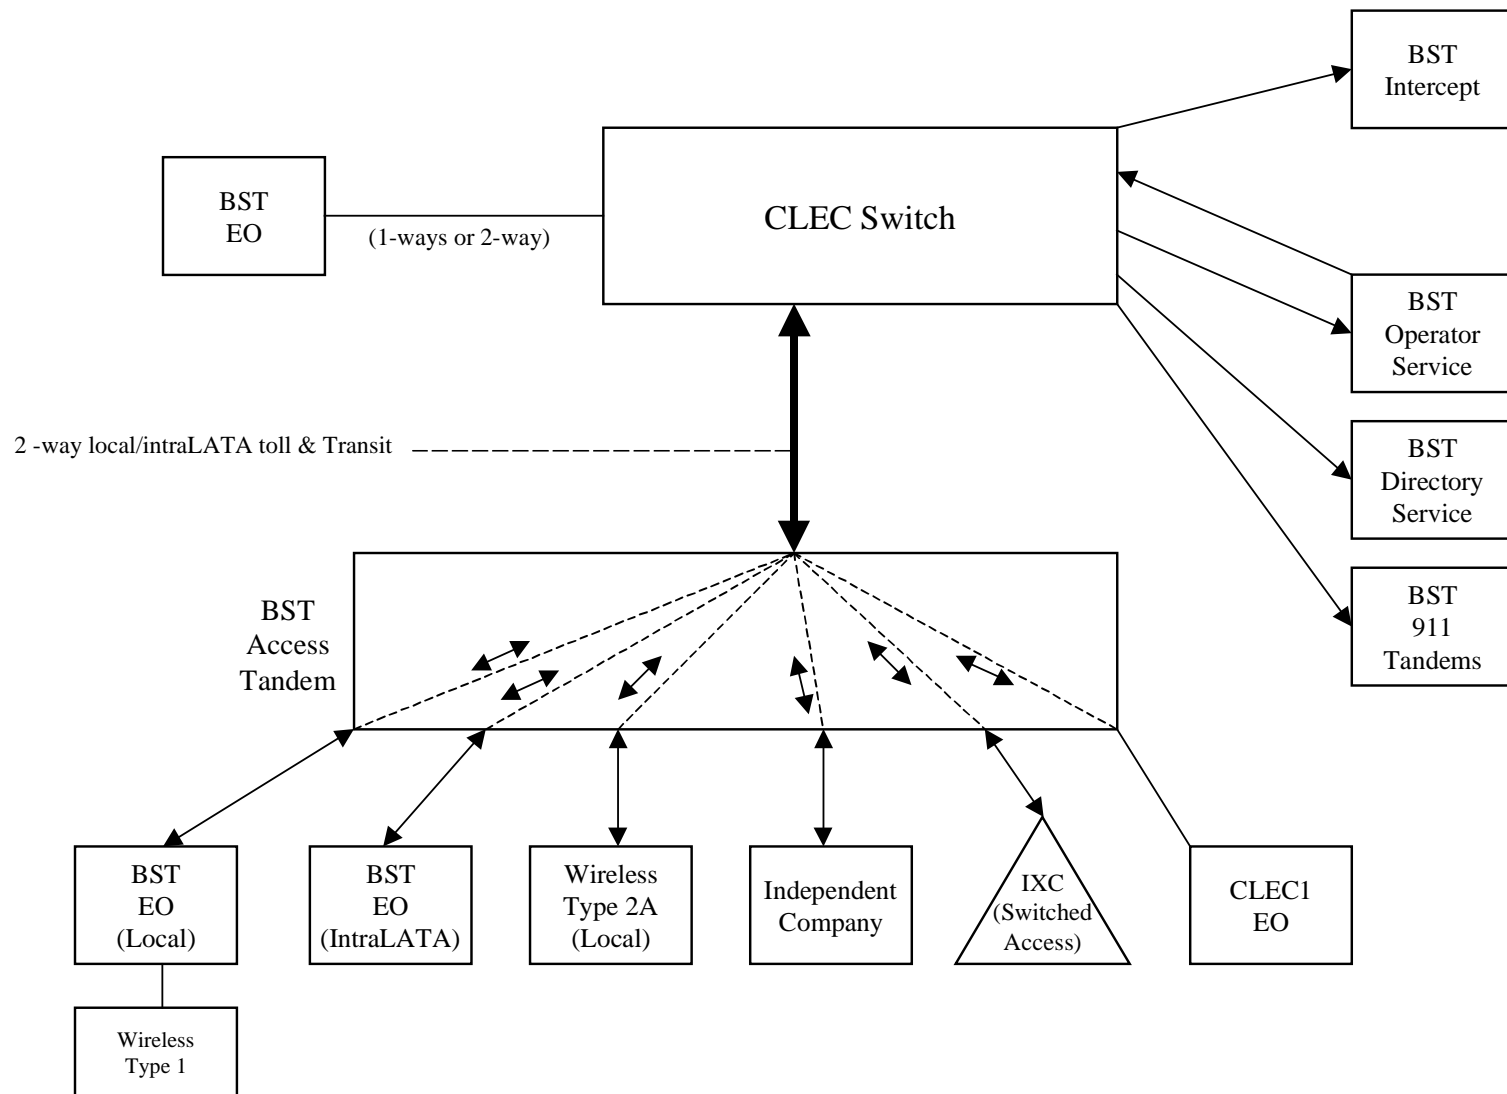 BST
Intercept
BST
EO
(1-ways or 2-way)
CLEC Switch
BST
Operator
Service
2 -way local/intraLATA toll & Transit
BST
Directory
Service
BST
911
Tandems
BST
Access
Tandem
BST
EO
(Local)
BST
EO
(IntraLATA)
Wireless
Type 2A
(Local)
Independent
Company
IXC
(Switched
Access)
CLEC1
EO
Wireless
Type 1